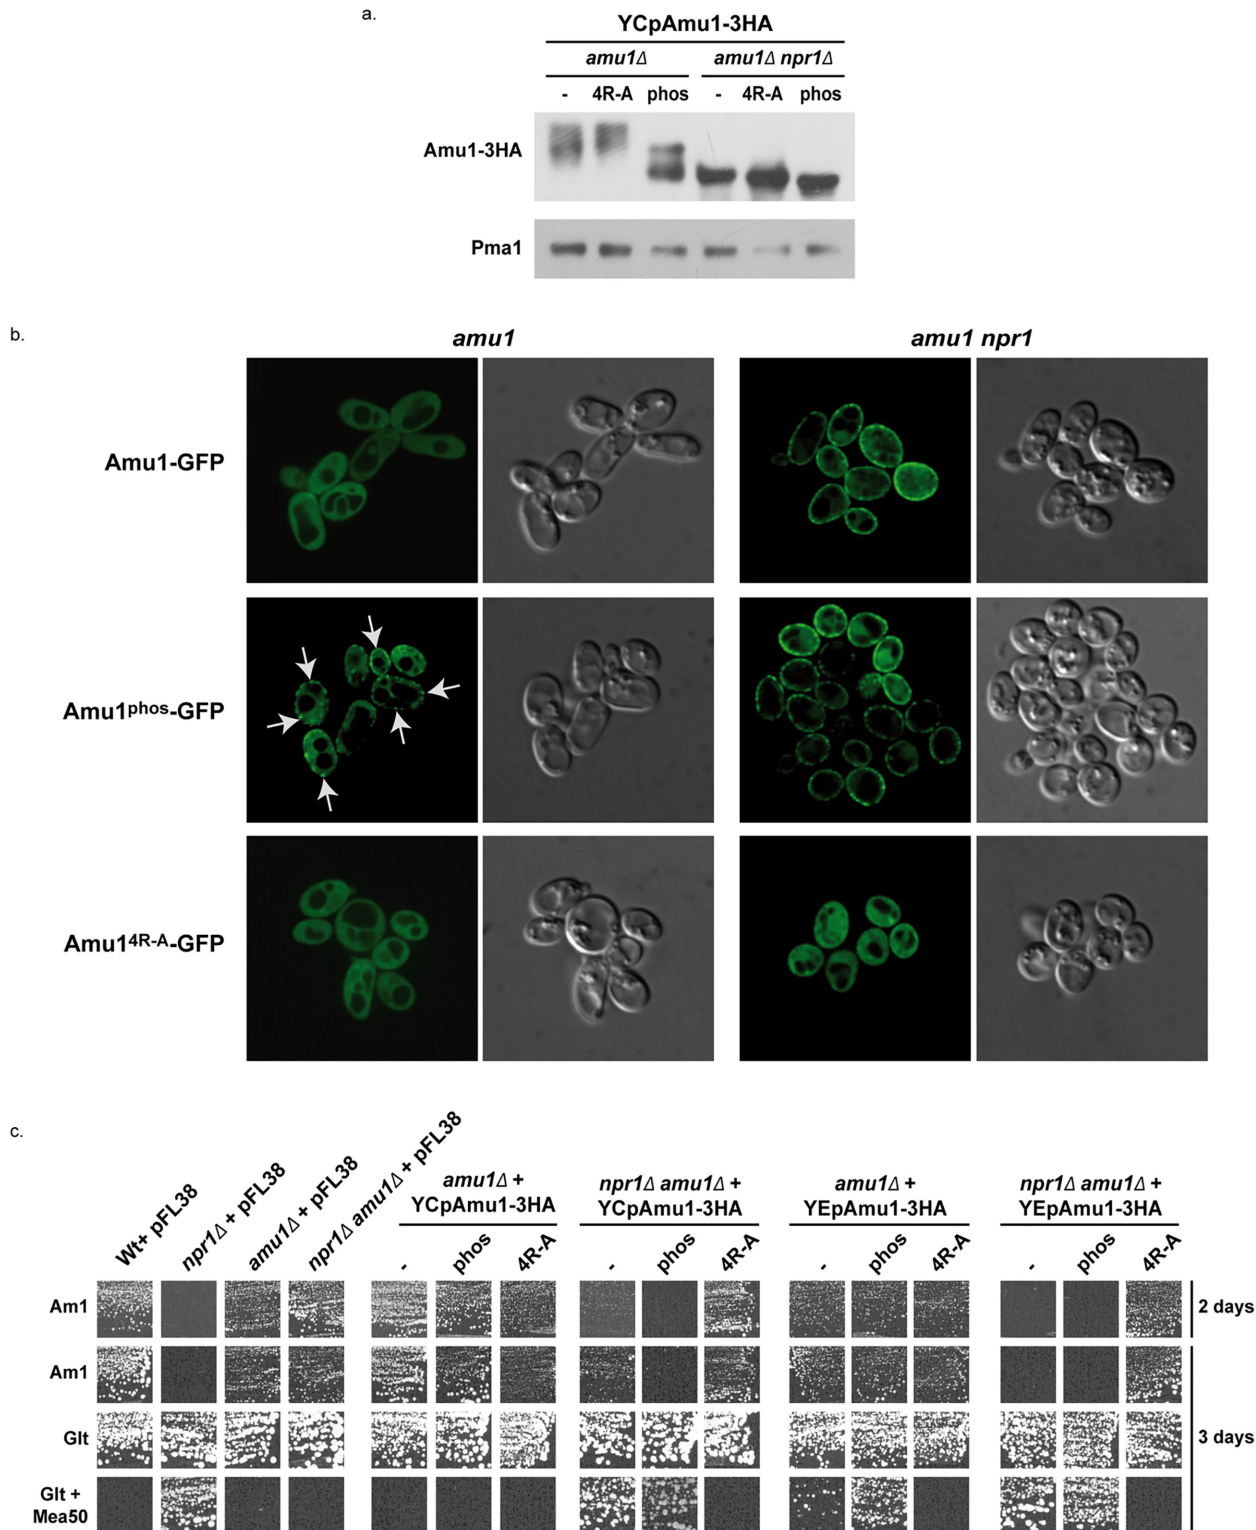 a.
YCpAmu1-3HA
amu1Δ amu1Δ npr1Δ
- 4R-A phos - 4R-A phos
Amu1-3HA
Pma1
b.
amu1 amu1 npr1
Amu1-GFP
Amu1phos-GFP
Amu14R-A-GFP
c.
Wt+ pFL38
npr1Δ + pFL38
amu1Δ + pFL38
npr1Δ amu1Δ + pFL38
amu1Δ +
YCpAmu1-3HA
npr1Δ amu1Δ +
YCpAmu1-3HA
amu1Δ +
YEpAmu1-3HA
npr1Δ amu1Δ +
YEpAmu1-3HA
- phos 4R-A - phos 4R-A - phos 4R-A - phos 4R-A
Am1 2 days
Am1
Glt 3 days
Glt +
Mea50